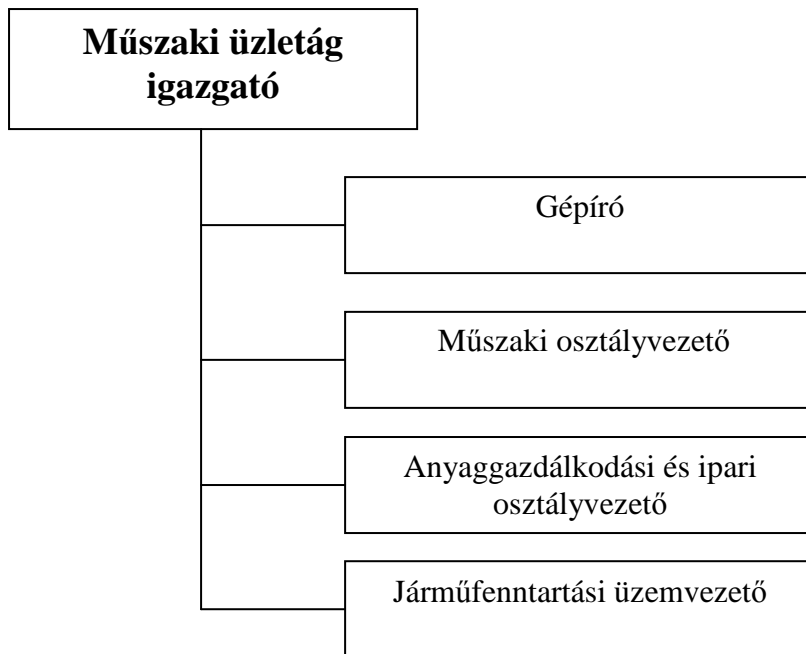 Műszaki üzletág
igazgató
Gépíró
Műszaki osztályvezető
Anyaggazdálkodási és ipari
osztályvezető
Járműfenntartási üzemvezető